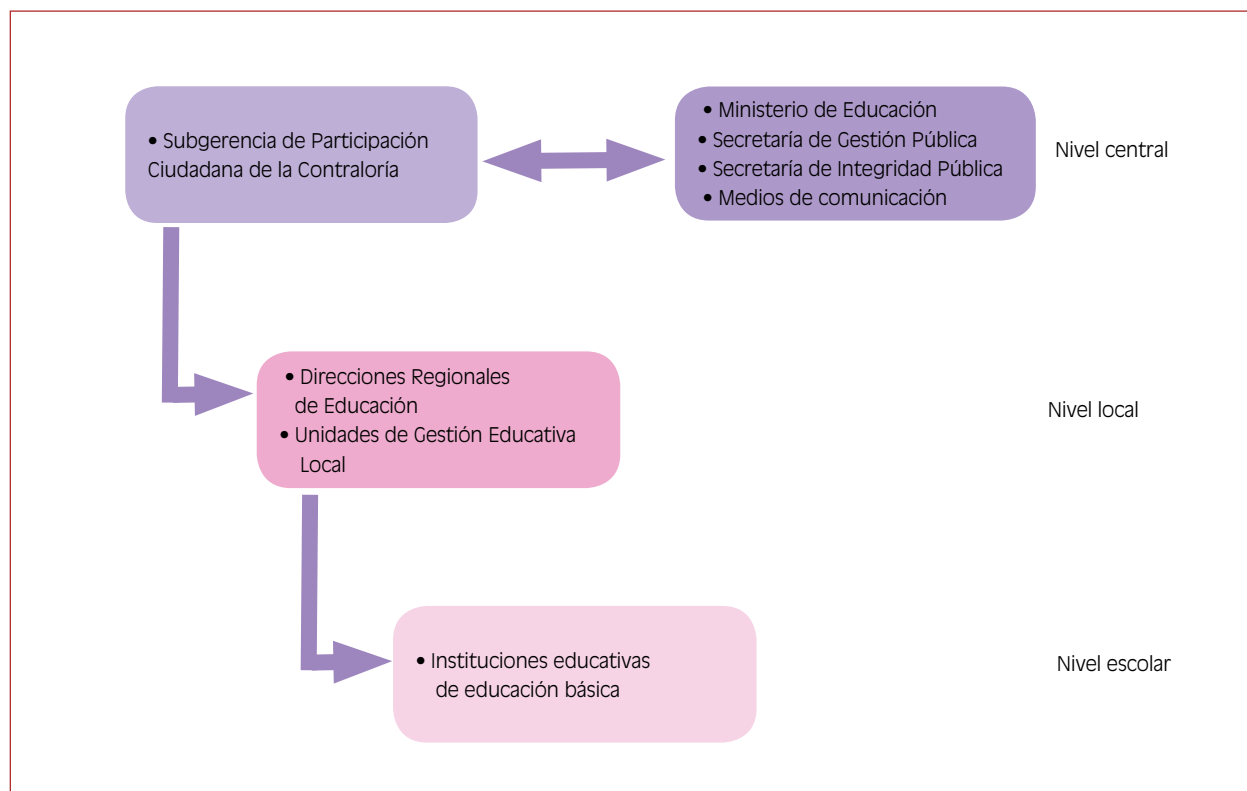 • Subgerencia de Participación
Ciudadana de la Contraloría
• Ministerio de Educación
• Secretaría de Gestión Pública
• Secretaría de Integridad Pública
• Medios de comunicación
Nivel central
• Direcciones Regionales
de Educación
• Unidades de Gestión Educativa
Local
Nivel local
• Instituciones educativas
de educación básica
Nivel escolar